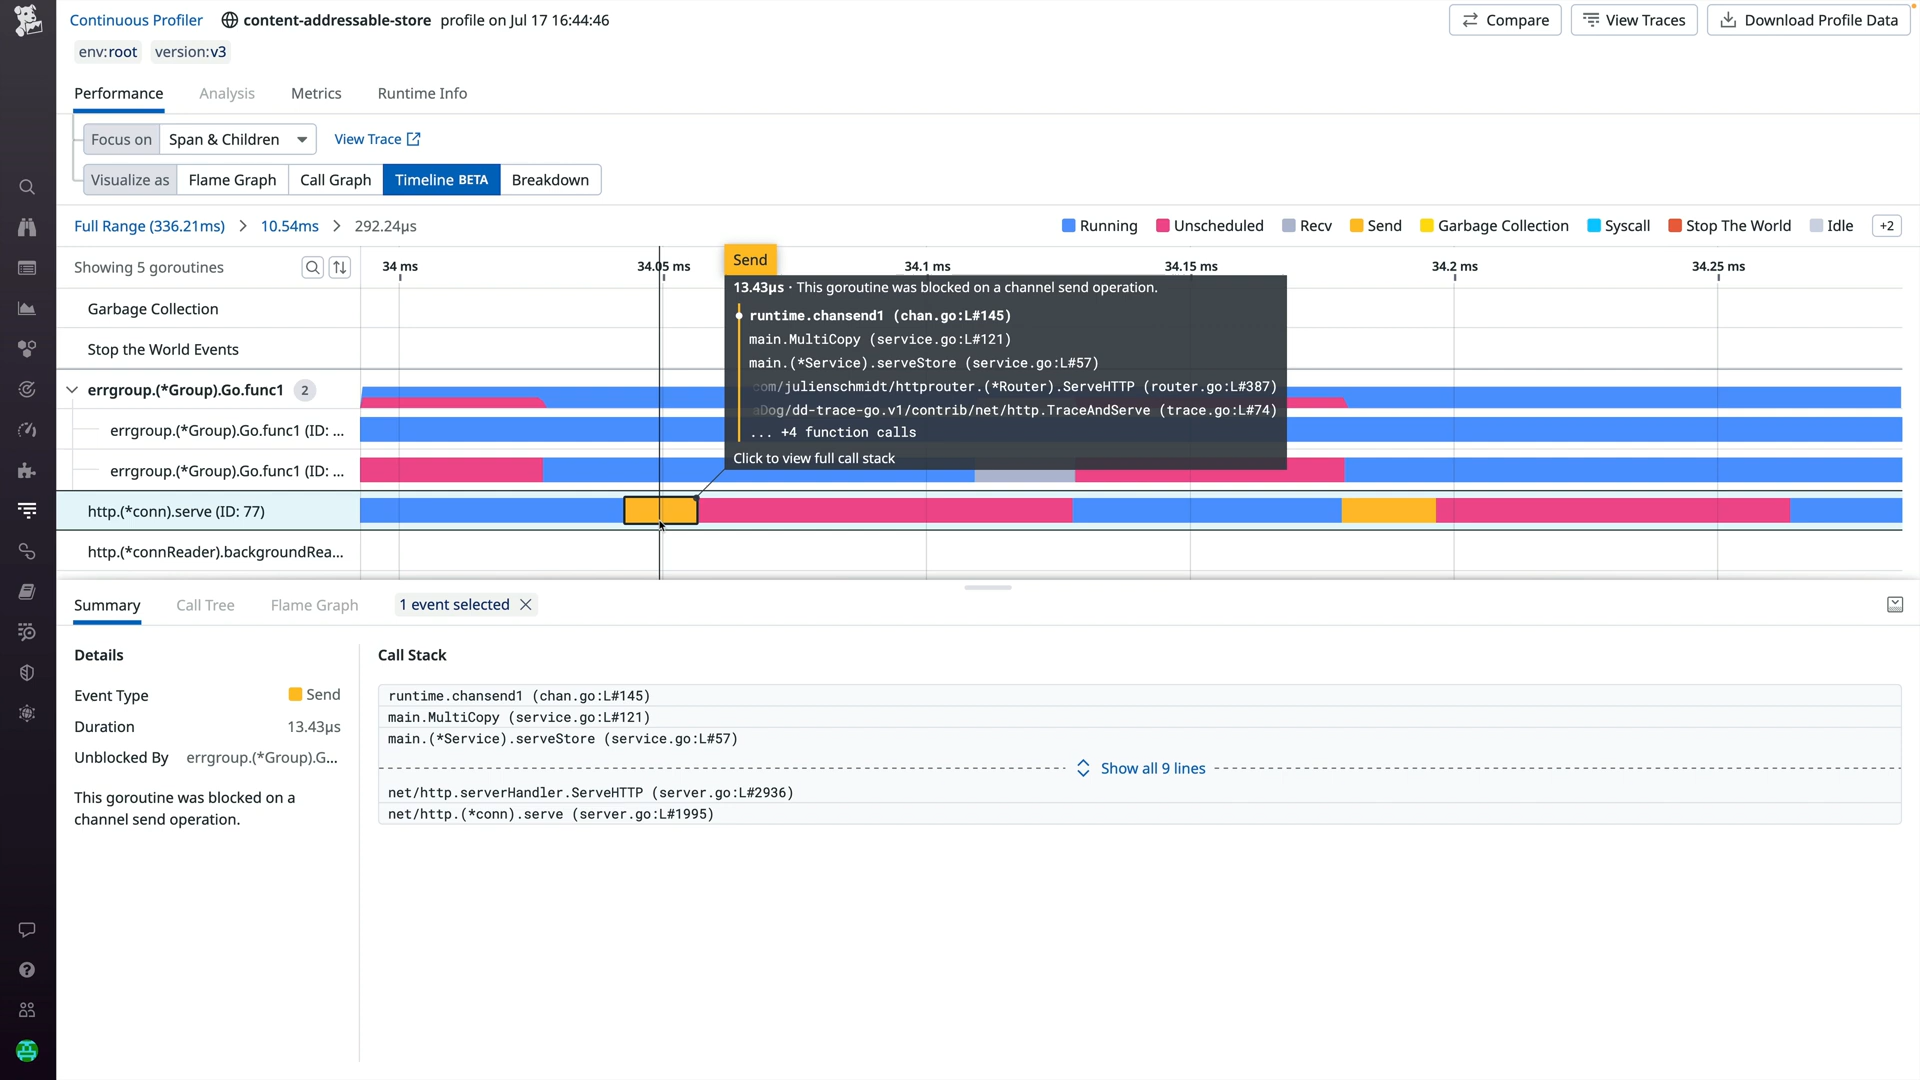 Continuous Profiler content-addressable-store profile on Jul 17 16:44:46 Compare View Traces Download Profile Data
env:root version:v3
Performance Analysis Metrics Runtime Info
Focus on Span & Children View Trace
Visualize as Flame Graph Call Graph Timeline BETA Breakdown
Full Range (336.21ms) 10.54ms 292.24µs Running Unscheduled Recv Send Garbage Collection Syscall Stop The World Idle +2
Showing 5 goroutines 34 ms 34.05 ms 34.1 ms 34.15 ms 34.2 ms 34.25 ms
Send
13.43µs · This goroutine was blocked on a channel send operation.
runtime.chansend1 (chan.go:L#145)
main.MultiCopy (service.go:L#121)
main.(*Service).serveStore (service.go:L#57)
com/julienschmidt/httprouter.(*Router).ServeHTTP (router.go:L#387)
aDog/dd-trace-go.v1/contrib/net/http.TraceAndServe (trace.go:L#74)
... +4 function calls
Click to view full call stack
Garbage Collection
Stop the World Events
errgroup.(*Group).Go.func1 2
errgroup.(*Group).Go.func1 (ID: ...
errgroup.(*Group).Go.func1 (ID: ...
http.(*conn).serve (ID: 77)
http.(*connReader).backgroundRea...
Summary Call Tree Flame Graph 1 event selected
Details
Event Type Send
Duration 13.43µs
Unblocked By errgroup.(*Group).G...
This goroutine was blocked on a
channel send operation.
Call Stack
runtime.chansend1 (chan.go:L#145)
main.MultiCopy (service.go:L#121)
main.(*Service).serveStore (service.go:L#57)
Show all 9 lines
net/http.serverHandler.ServeHTTP (server.go:L#2936)
net/http.(*conn).serve (server.go:L#1995)